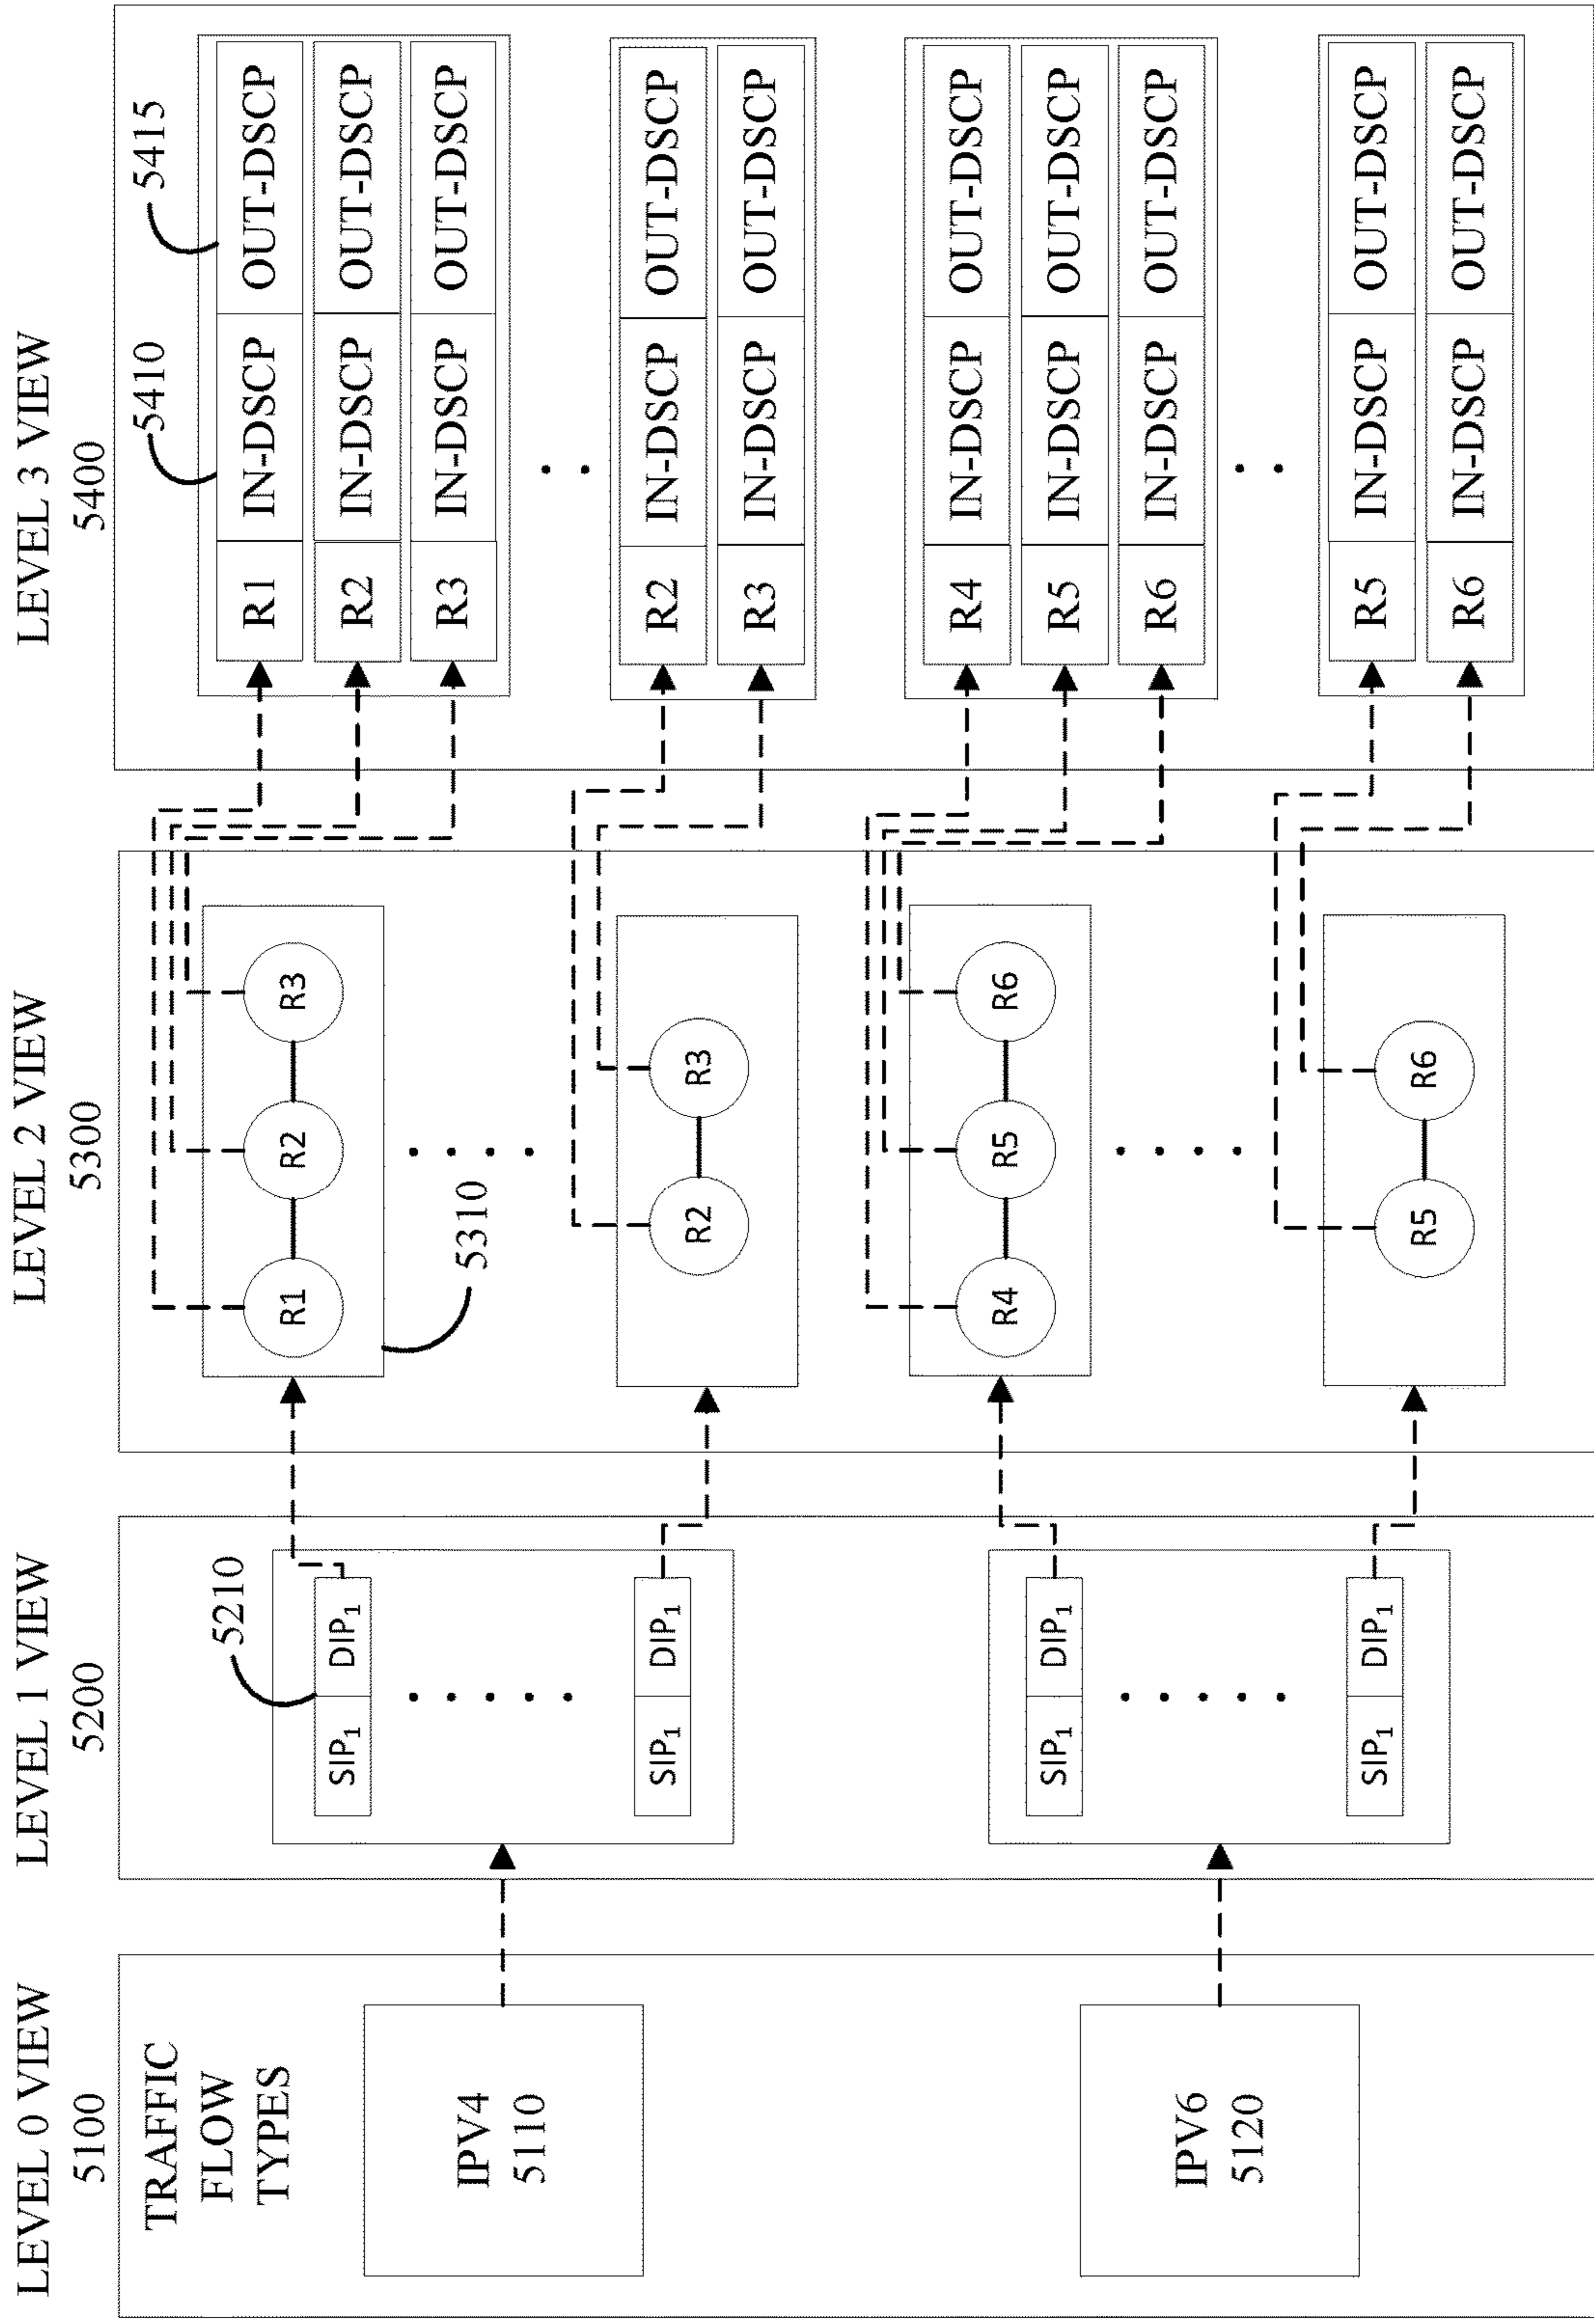 LEVEL 0 VIEW
5100
TRAFFIC
FLOW
TYPES
IPV4
5110
IPV6
5120
LEVEL 1 VIEW
5200
5210
SIP₁ DIP₁
SIP₁ DIP₁
SIP₁ DIP₁
SIP₁ DIP₁
LEVEL 2 VIEW
5300
R1 R2 R3
5310
R2 R3
R4 R5 R6
R5 R6
LEVEL 3 VIEW
5400
5410 5415
R1 IN-DSCP OUT-DSCP
R2 IN-DSCP OUT-DSCP
R3 IN-DSCP OUT-DSCP
R2 IN-DSCP OUT-DSCP
R3 IN-DSCP OUT-DSCP
R4 IN-DSCP OUT-DSCP
R5 IN-DSCP OUT-DSCP
R6 IN-DSCP OUT-DSCP
R5 IN-DSCP OUT-DSCP
R6 IN-DSCP OUT-DSCP